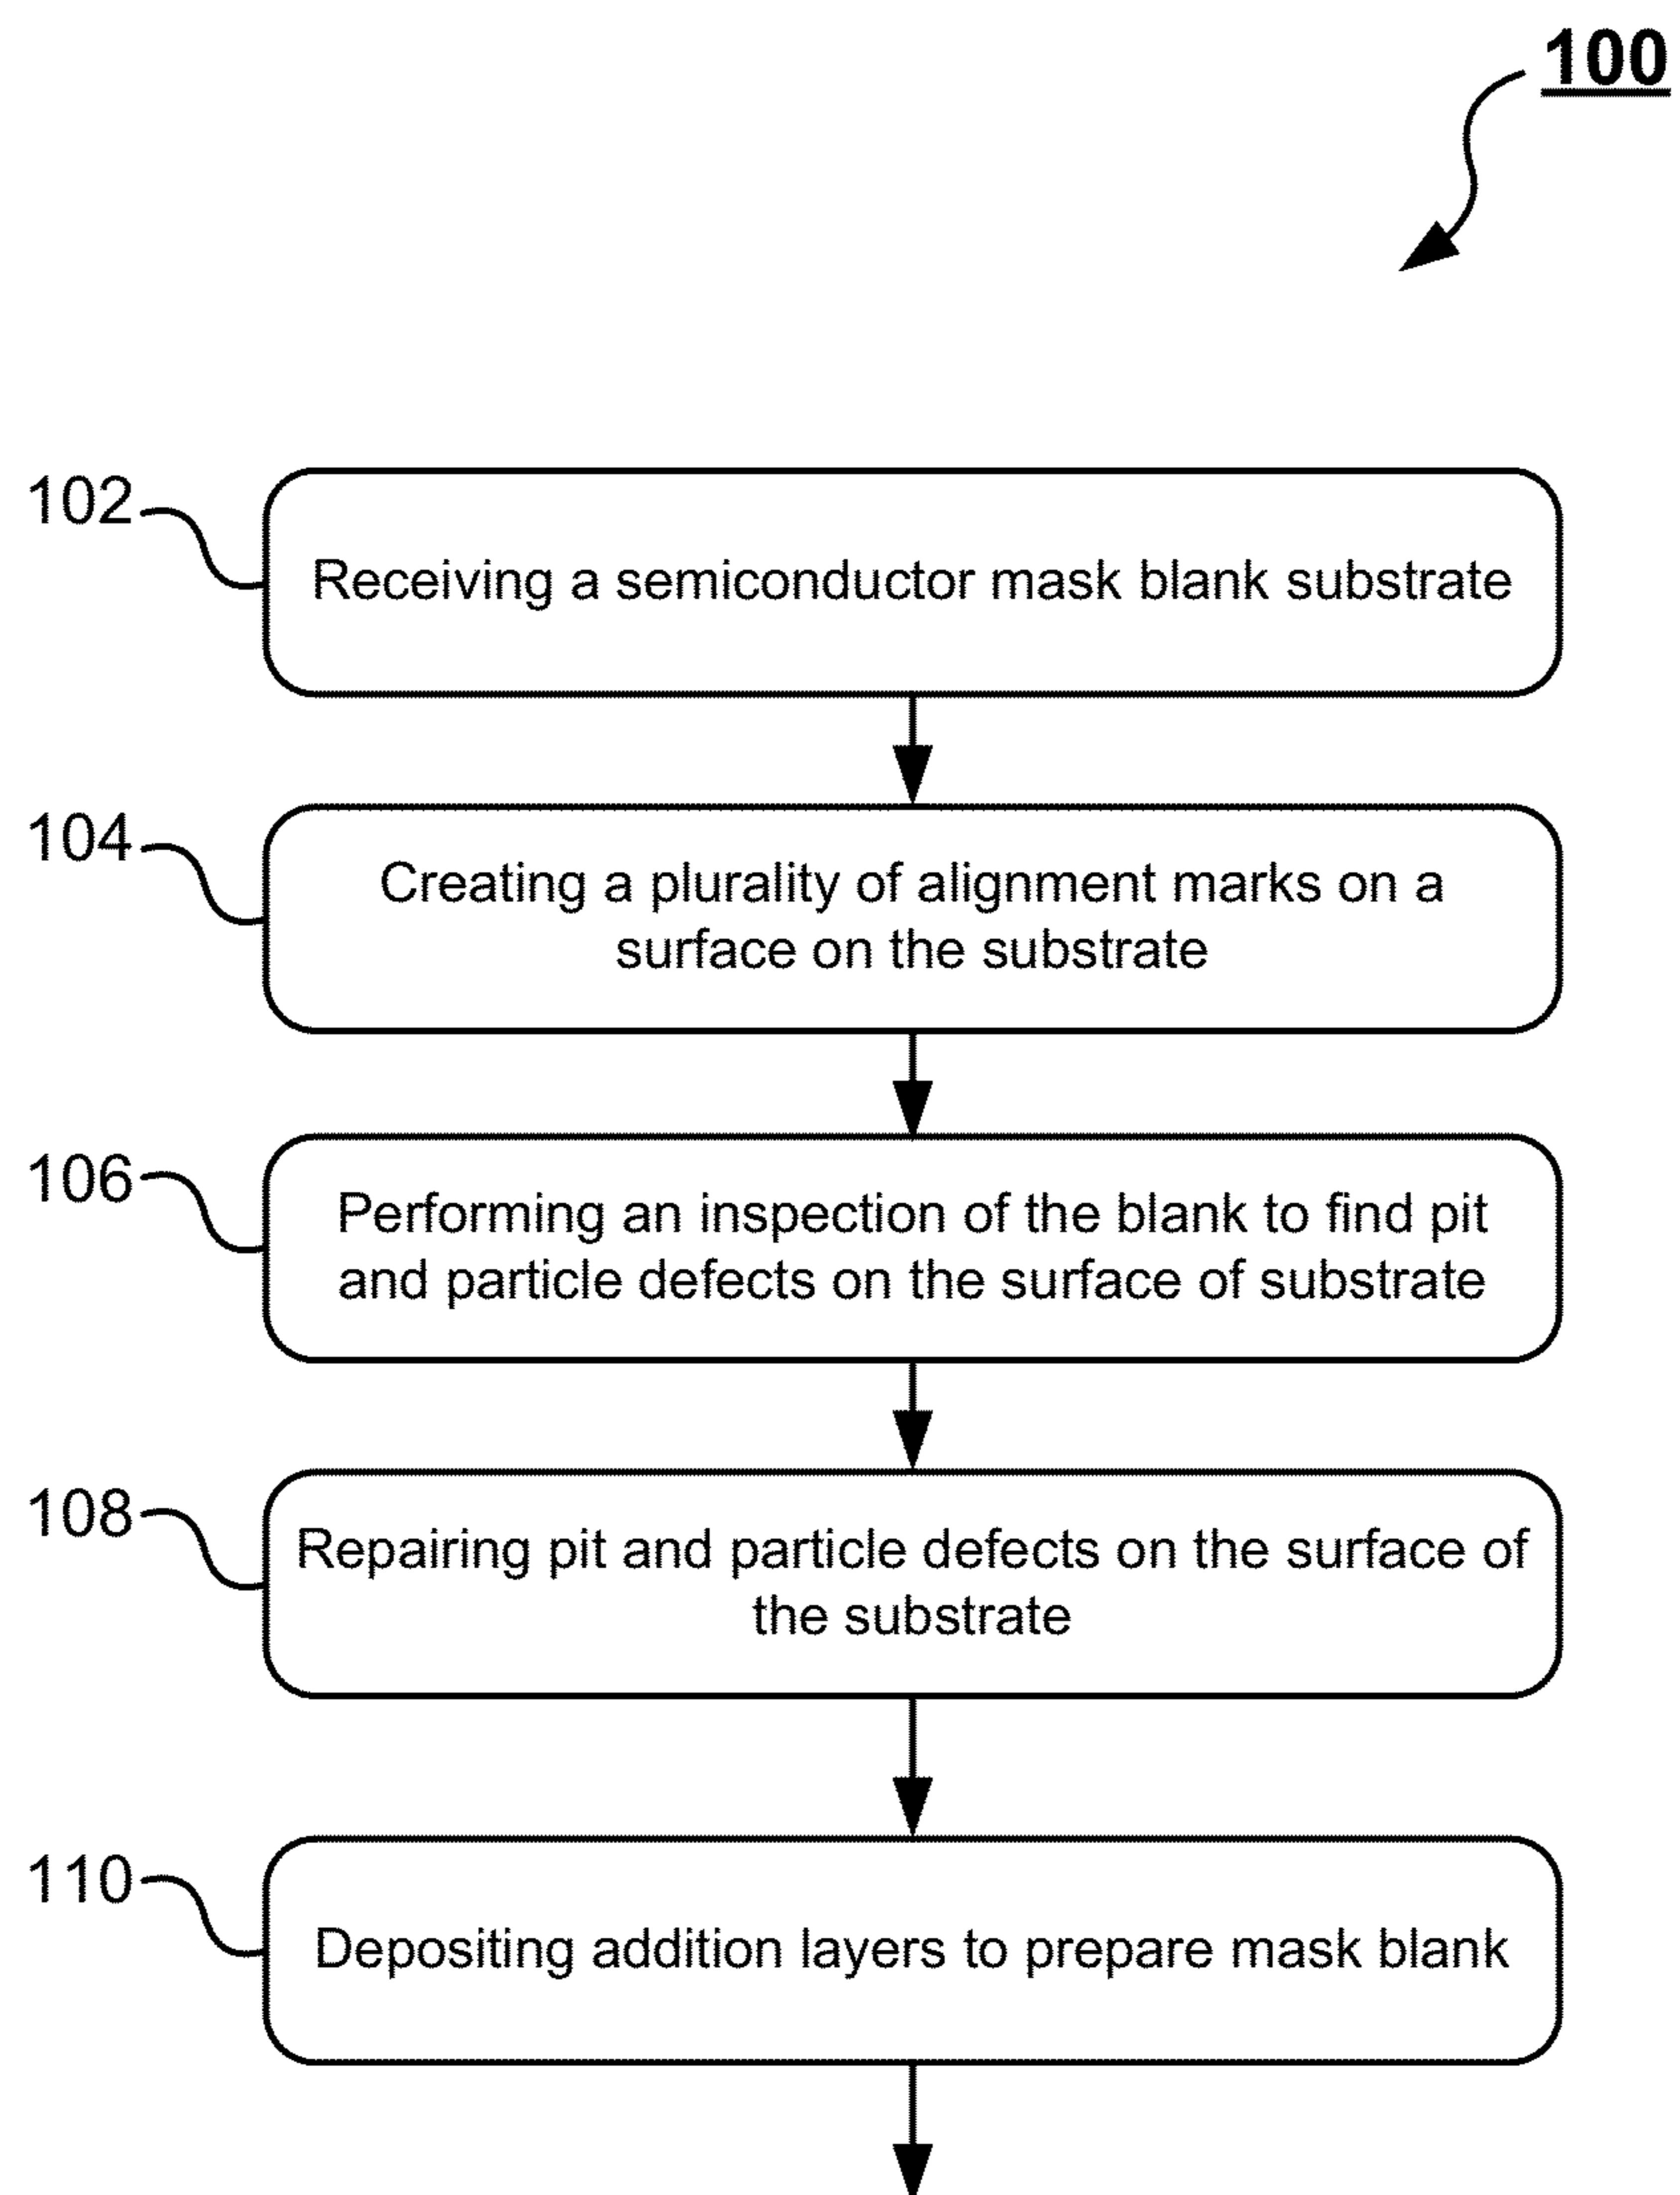 100
102
Receiving a semiconductor mask blank substrate
104
Creating a plurality of alignment marks on a
surface on the substrate
106
Performing an inspection of the blank to find pit
and particle defects on the surface of substrate
108
Repairing pit and particle defects on the surface of
the substrate
110
Depositing addition layers to prepare mask blank